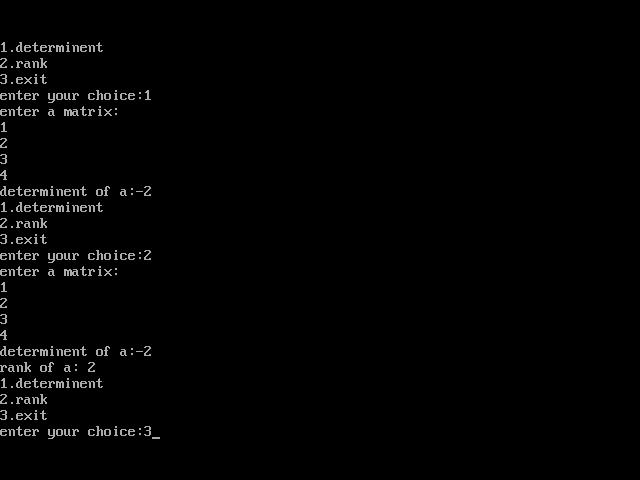 1.determinent
2.rank
3.exit
enter your choice:1
enter a matrix:
1
2
3
4
determinent of a:-2
1.determinent
2.rank
3.exit
enter your choice:2
enter a matrix:
1
2
3
4
determinent of a:-2
rank of a: 2
1.determinent
2.rank
3.exit
enter your choice:3_